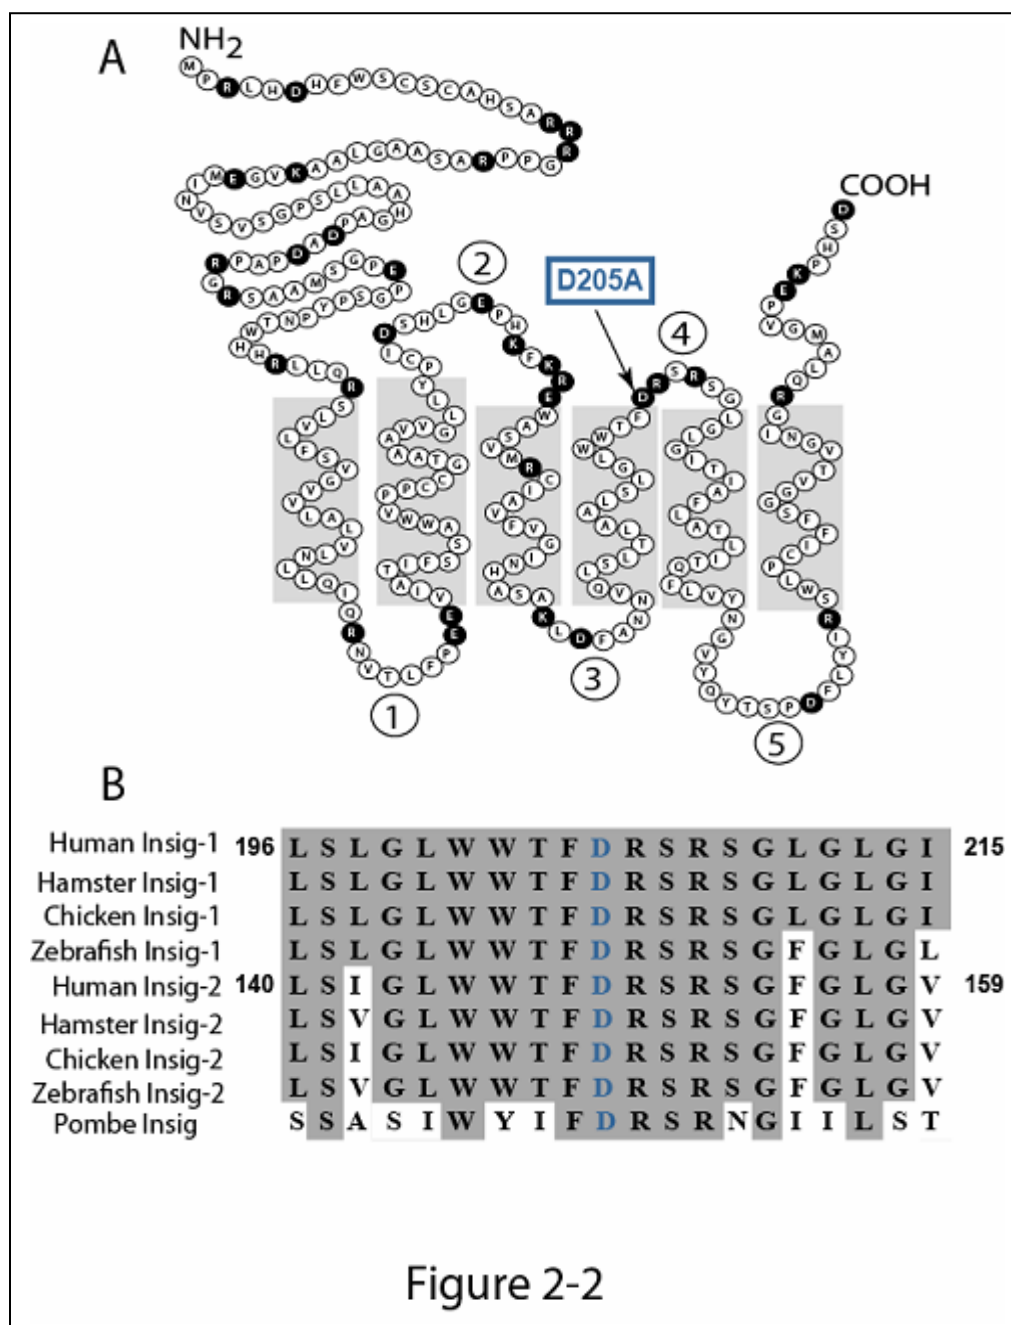 A
NH2
M P R L H D H F W S C S C A H S A R R R
G P P R A S A A G L A A K V G E M I N
V S V S G P S L L A A H
G A P D A D P A P R G
R S A A M S G P E P
G S P Y P N T W H
H R L L Q R
S L V L F S V V G V V L A L V L N L L Q I Q
R N V T L F P E E
V I A T I F S S A W W V P P C C G T A A A V V G L L Y
P C I D S H L G E P H K F K R E
W A S V M R C I A V F V G I N H A S A
K L D F A N N
V Q L S L T L A A L S L G L W W T F
D R S R S G
L G L G I T I A F L A T L I T Q F L V Y
N G V Y Q Y T S P D F L Y I R
S W L P C I F F S G G V T V G N I G
R Q L A M G V P E K P H S D
COOH
D205A
1
2
3
4
5
B
Human Insig-1 196 L S L G L W W T F D R S R S G L G L G I 215
Hamster Insig-1 L S L G L W W T F D R S R S G L G L G I
Chicken Insig-1 L S L G L W W T F D R S R S G L G L G I
Zebrafish Insig-1 L S L G L W W T F D R S R S G F G L G L
Human Insig-2 140 L S I G L W W T F D R S R S G F G L G V 159
Hamster Insig-2 L S V G L W W T F D R S R S G F G L G V
Chicken Insig-2 L S I G L W W T F D R S R S G F G L G V
Zebrafish Insig-2 L S V G L W W T F D R S R S G F G L G V
Pombe Insig S S A S I W Y I F D R S R N G I I L S T
Figure 2-2